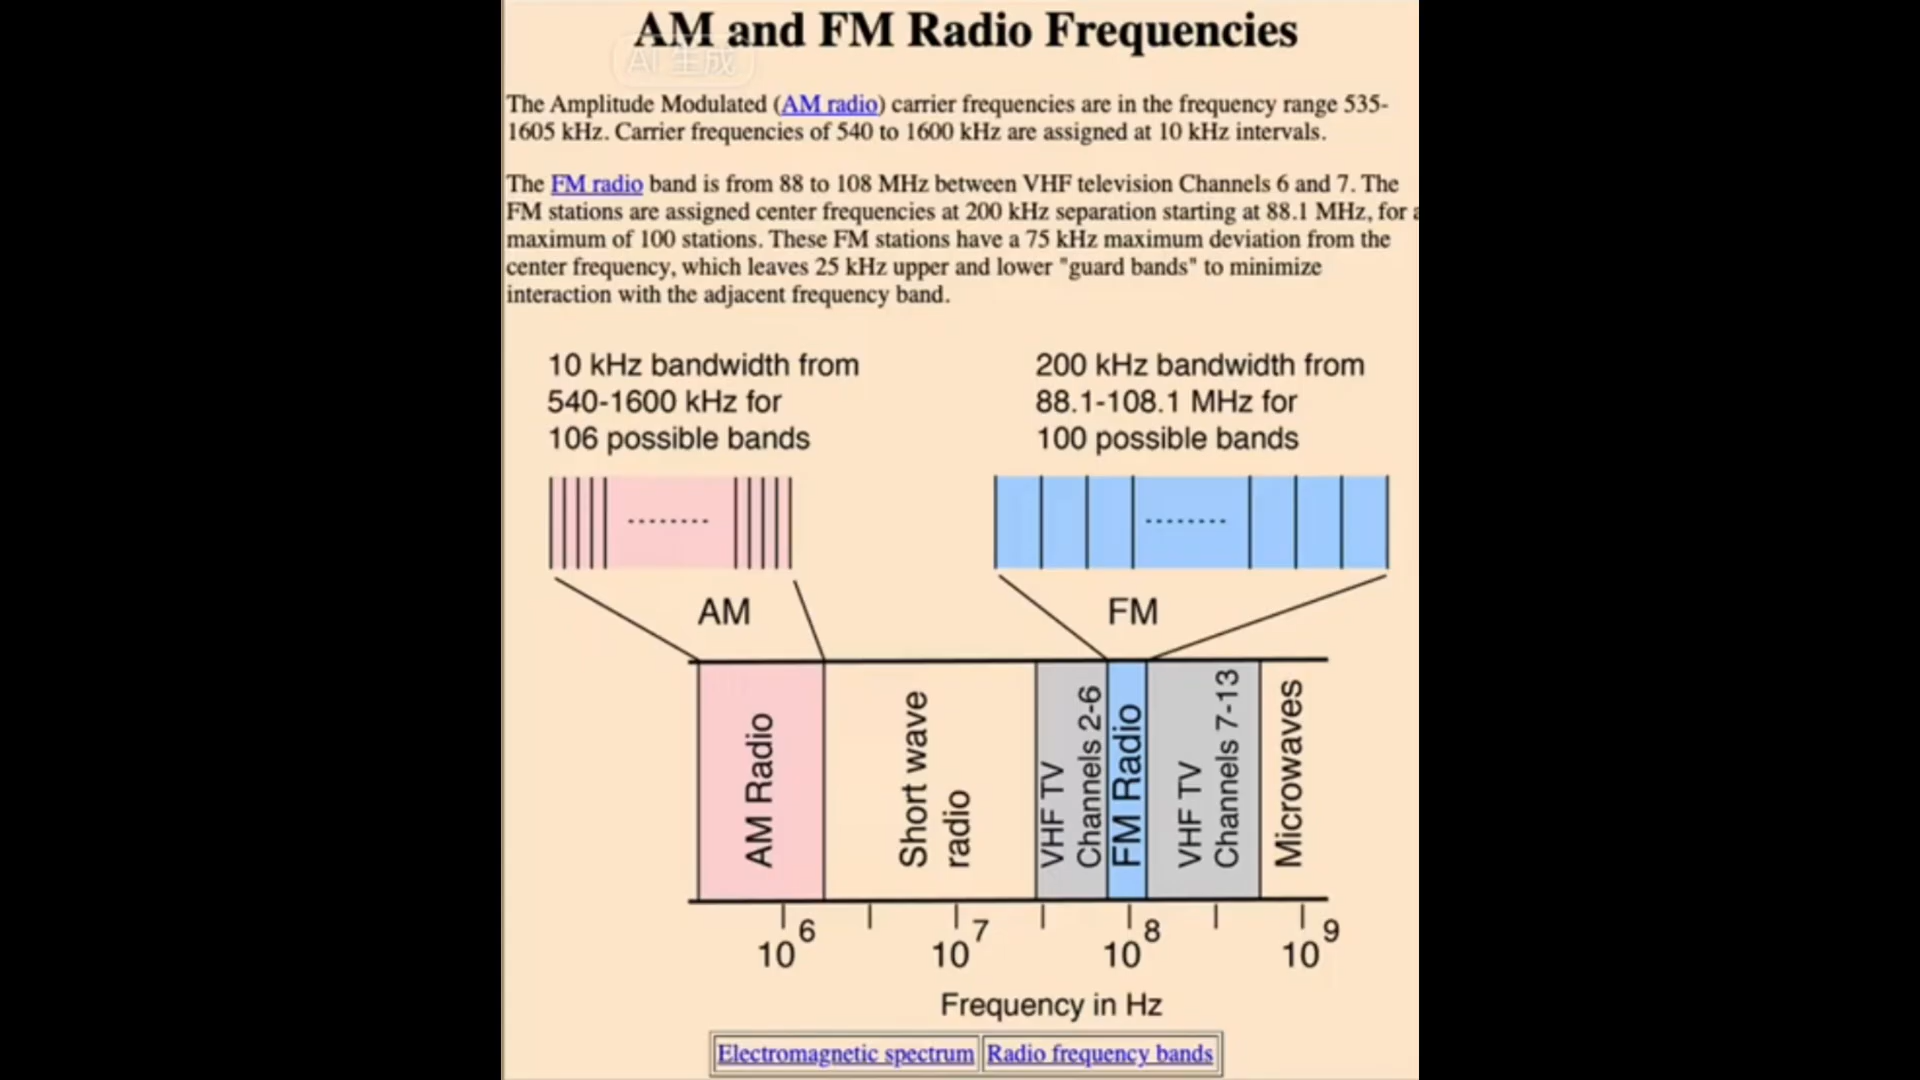 AM and FM Radio Frequencies
AI 生成
The Amplitude Modulated (AM radio) carrier frequencies are in the frequency range 535-
1605 kHz. Carrier frequencies of 540 to 1600 kHz are assigned at 10 kHz intervals.
The FM radio band is from 88 to 108 MHz between VHF television Channels 6 and 7. The
FM stations are assigned center frequencies at 200 kHz separation starting at 88.1 MHz, for a
maximum of 100 stations. These FM stations have a 75 kHz maximum deviation from the
center frequency, which leaves 25 kHz upper and lower "guard bands" to minimize
interaction with the adjacent frequency band.
10 kHz bandwidth from
540-1600 kHz for
106 possible bands
200 kHz bandwidth from
88.1-108.1 MHz for
100 possible bands
AM
FM
AM Radio
Short wave
radio
VHF TV
Channels 2-6
FM Radio
VHF TV
Channels 7-13
Microwaves
10 6
10 7
10 8
10 9
Frequency in Hz
Electromagnetic spectrum
Radio frequency bands